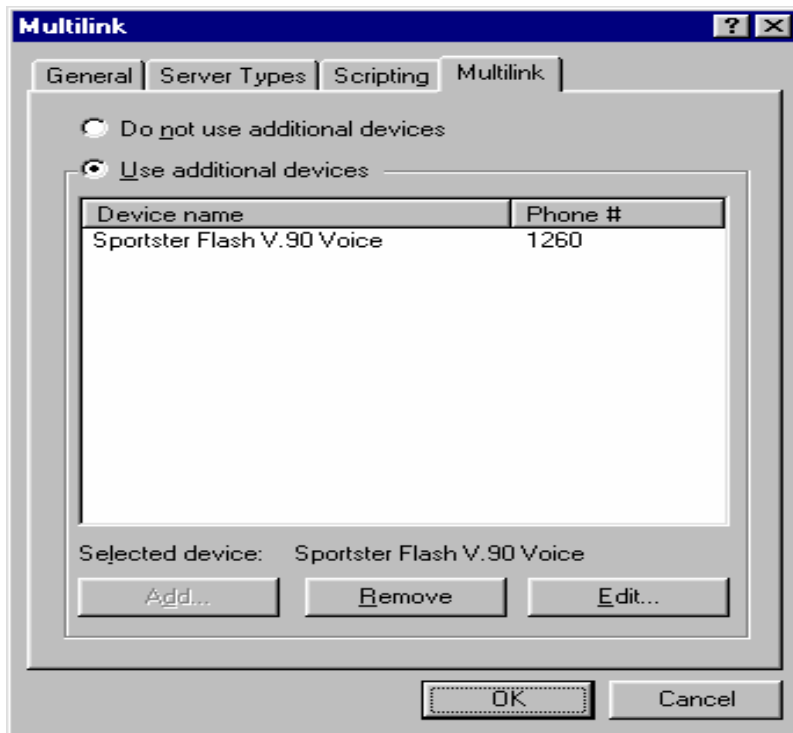 Multilink
General Server Types Scripting Multilink
Do not use additional devices
Use additional devices
Device name Phone #
Sportster Flash V.90 Voice 1260
Selected device: Sportster Flash V.90 Voice
Add... Remove Edit...
OK Cancel